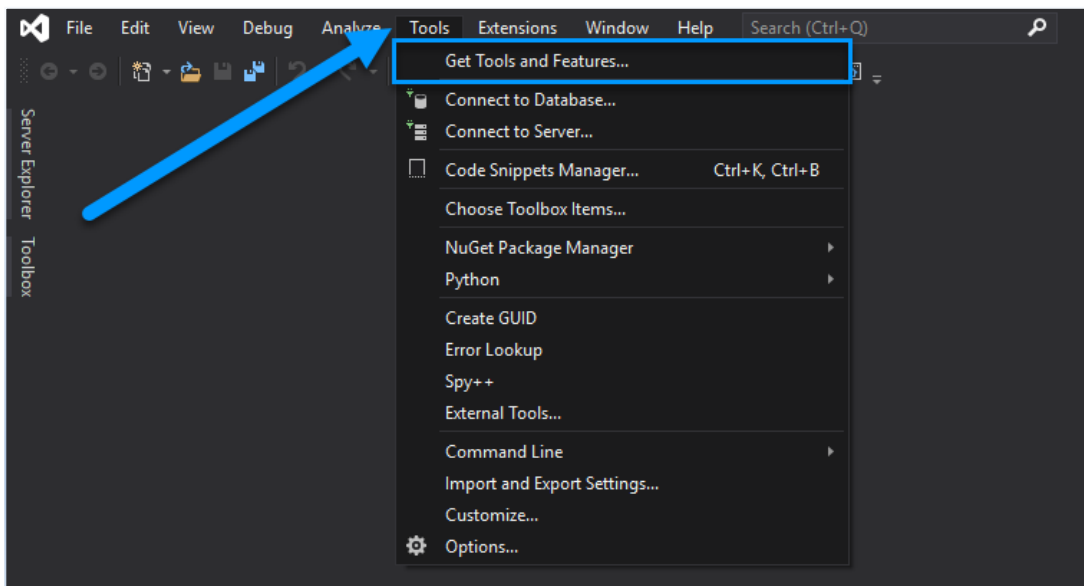 File Edit View Debug Analyze Tools Extensions Window Help Search (Ctrl+Q)
Get Tools and Features...
Connect to Database...
Connect to Server...
Code Snippets Manager... Ctrl+K, Ctrl+B
Choose Toolbox Items...
NuGet Package Manager
Python
Create GUID
Error Lookup
Spy++
External Tools...
Command Line
Import and Export Settings...
Customize...
Options...
Server Explorer
Toolbox